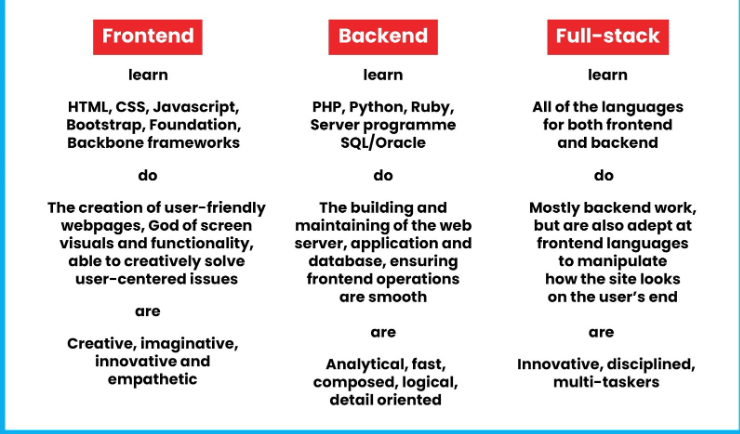 Frontend
learn
HTML, CSS, Javascript,
Bootstrap, Foundation,
Backbone frameworks
do
The creation of user-friendly
webpages, God of screen
visuals and functionality,
able to creatively solve
user-centered issues
are
Creative, imaginative,
innovative and
empathetic
Backend
learn
PHP, Python, Ruby,
Server programme
SQL/Oracle
do
The building and
maintaining of the web
server, application and
database, ensuring
frontend operations
are smooth
are
Analytical, fast,
composed, logical,
detail oriented
Full-stack
learn
All of the languages
for both frontend
and backend
do
Mostly backend work,
but are also adept at
frontend languages
to manipulate
how the site looks
on the user's end
are
Innovative, disciplined,
multi-taskers